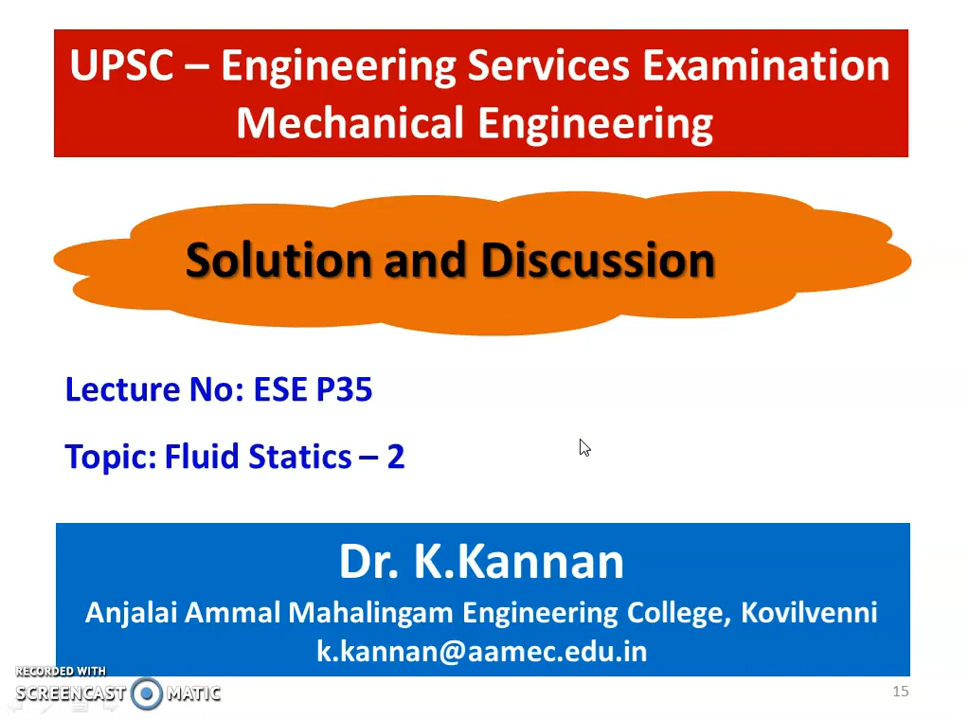 UPSC – Engineering Services Examination
Mechanical Engineering
Solution and Discussion
Lecture No: ESE P35
Topic: Fluid Statics – 2
Dr. K.Kannan
Anjalai Ammal Mahalingam Engineering College, Kovilvenni
k.kannan@aamec.edu.in
RECORDED WITH
SCREENCAST MATIC
15